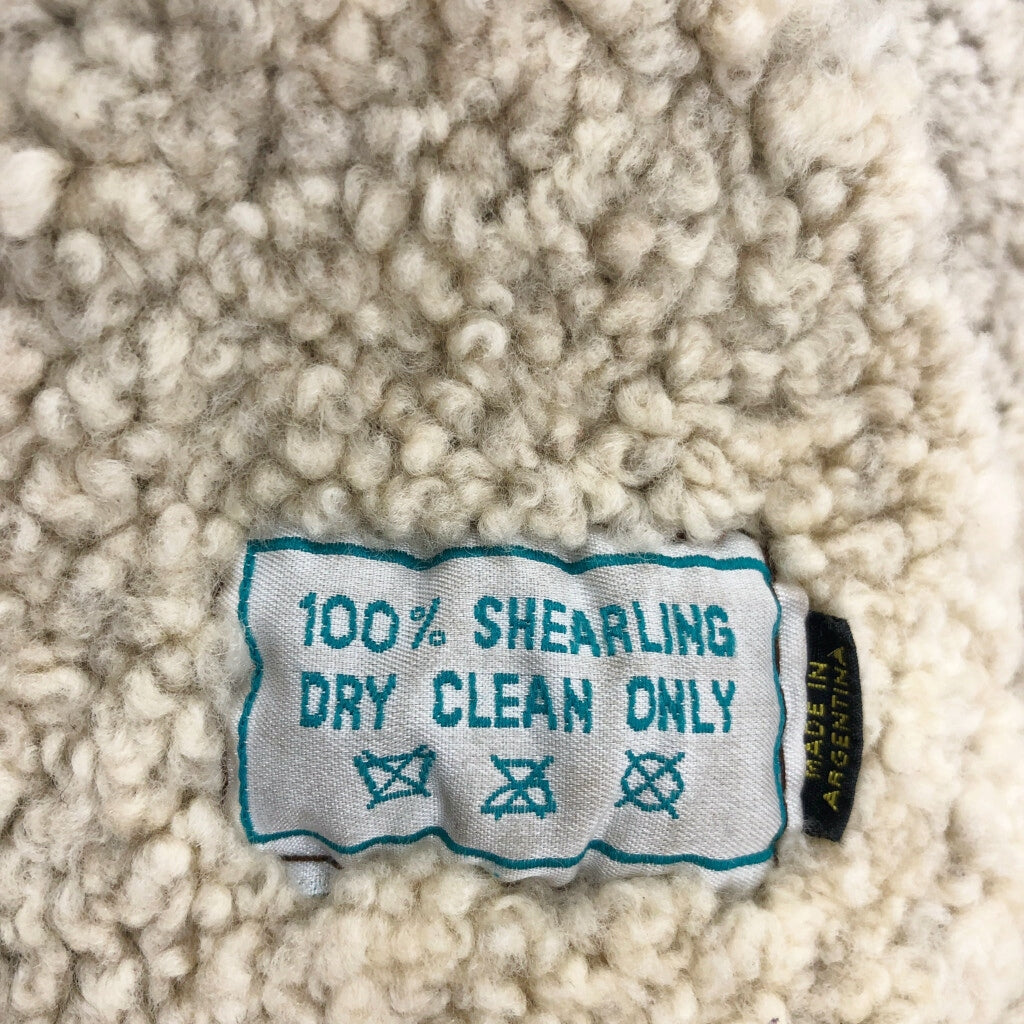 100% SHEARLING
DRY CLEAN ONLY
MADE IN
ARGENTINA